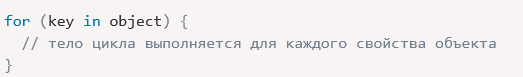 for (key in object) {
  // тело цикла выполняется для каждого свойства объекта
}